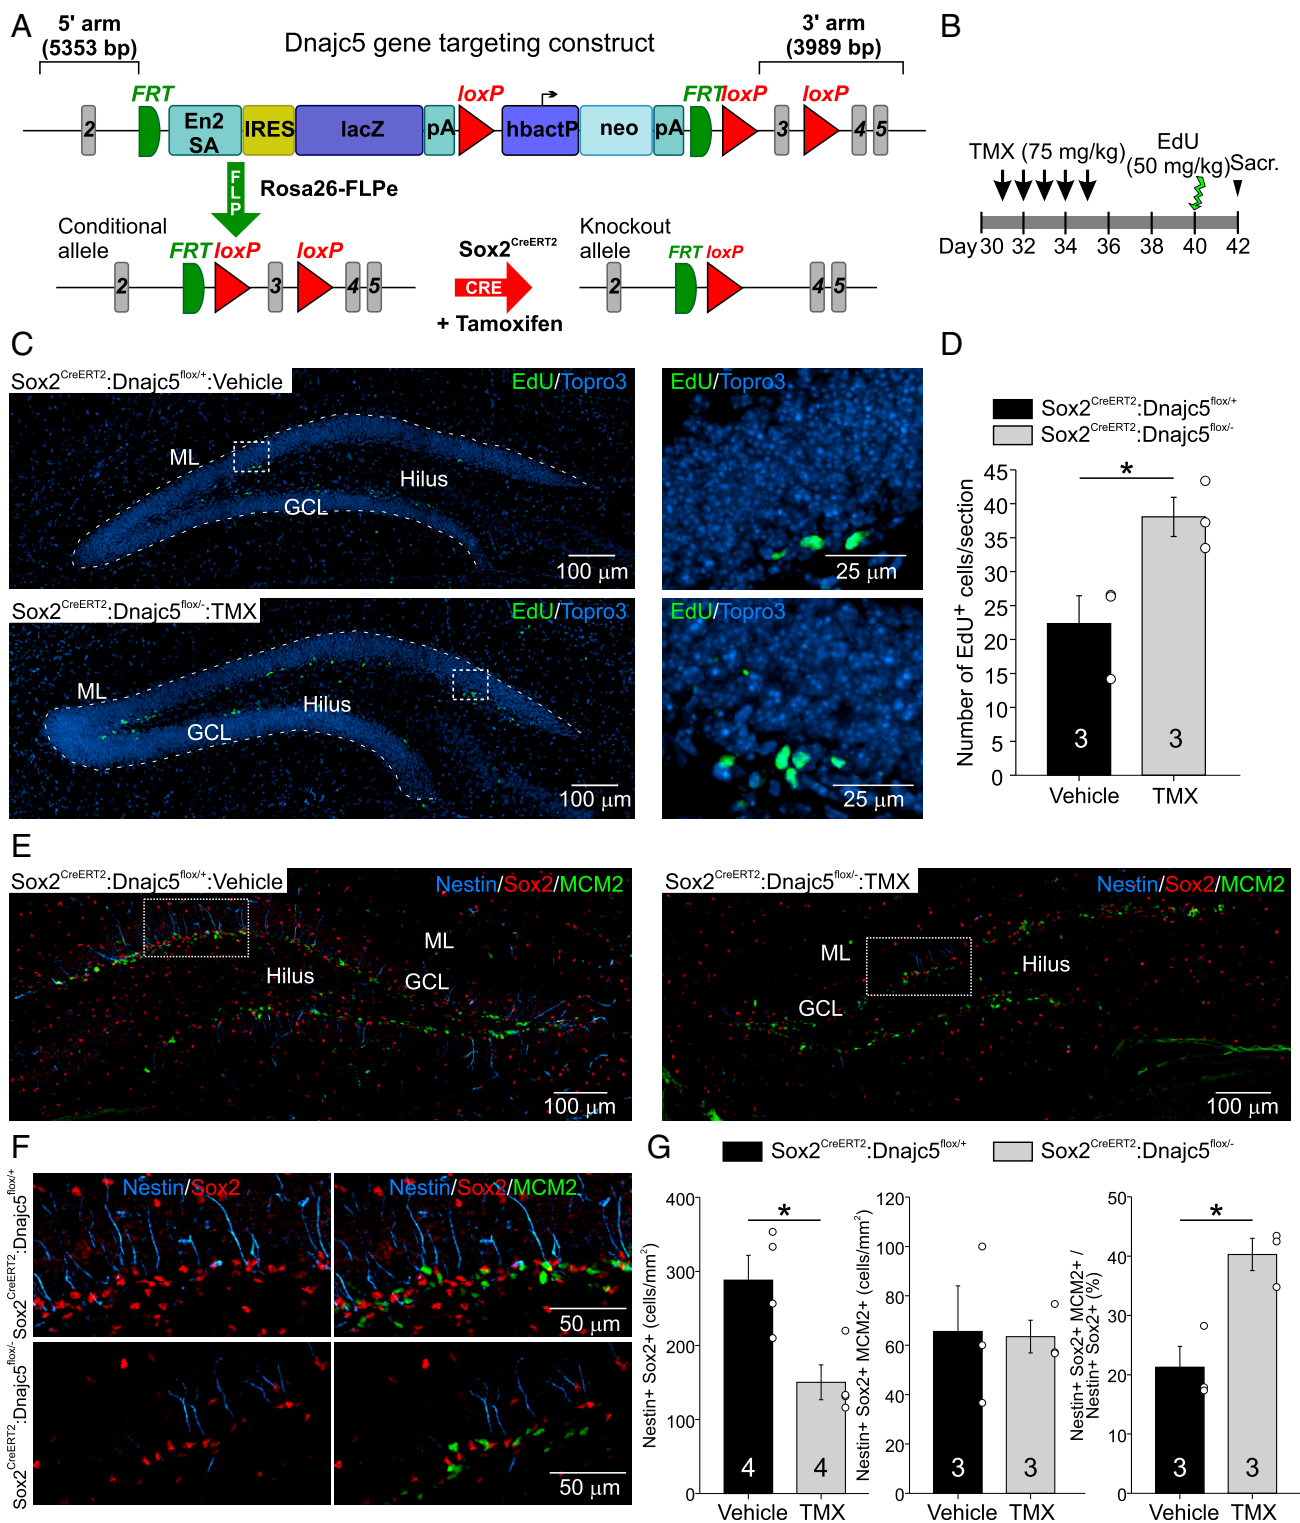 A
5' arm
(5353 bp)
Dnajc5 gene targeting construct
3' arm
(3989 bp)
FRT
loxP
FRT
loxP
loxP
2
En2
SA
IRES
lacZ
pA
hbactP
neo
pA
3
4
5
FLP
Rosa26-FLPe
Conditional
allele
FRT
loxP
loxP
2
3
4
5
Sox2CreERT2
CRE
+ Tamoxifen
Knockout
allele
FRT
loxP
2
4
5
B
TMX (75 mg/kg)
EdU
(50 mg/kg)
Sacr.
Day 30 32 34 36 38 40 42
C
Sox2CreERT2:Dnajc5flox/+:Vehicle
EdU/Topro3
ML
Hilus
GCL
100 µm
EdU/Topro3
25 µm
Sox2CreERT2:Dnajc5flox/-:TMX
EdU/Topro3
ML
Hilus
GCL
100 µm
EdU/Topro3
25 µm
D
Sox2CreERT2:Dnajc5flox/+
Sox2CreERT2:Dnajc5flox/-
Number of EdU+ cells/section
45
40
35
30
25
20
15
10
5
0
*
3
3
Vehicle
TMX
E
Sox2CreERT2:Dnajc5flox/+:Vehicle
Nestin/Sox2/MCM2
ML
Hilus
GCL
100 µm
Sox2CreERT2:Dnajc5flox/-:TMX
Nestin/Sox2/MCM2
ML
Hilus
GCL
100 µm
F
Sox2CreERT2:Dnajc5flox/+
Nestin/Sox2
Nestin/Sox2/MCM2
50 µm
Sox2CreERT2:Dnajc5flox/-
50 µm
G
Sox2CreERT2:Dnajc5flox/+
Sox2CreERT2:Dnajc5flox/-
Nestin+ Sox2+ (cells/mm2)
400
300
200
100
0
*
4
4
Vehicle
TMX
Nestin+ Sox2+ MCM2+ (cells/mm2)
120
100
80
60
40
20
0
3
3
Vehicle
TMX
Nestin+ Sox2+ MCM2+ /
Nestin+ Sox2+ (%)
50
40
30
20
10
0
*
3
3
Vehicle
TMX